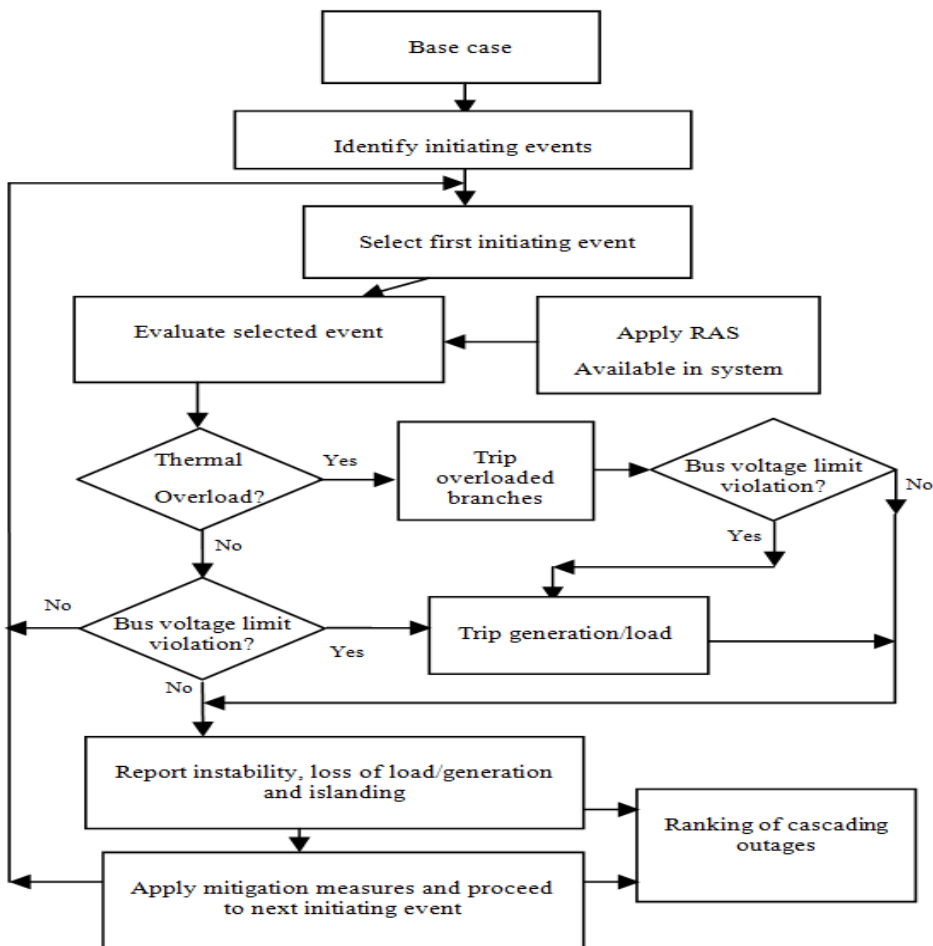 Base case
Identify initiating events
Select first initiating event
Evaluate selected event
Apply RAS
Available in system
Thermal
Overload?
Yes
Trip
overloaded
branches
Bus voltage limit
violation?
No
Yes
No
No
Bus voltage limit
violation?
Yes
Trip generation/load
No
Report instability, loss of load/generation
and islanding
Ranking of cascading
outages
Apply mitigation measures and proceed
to next initiating event